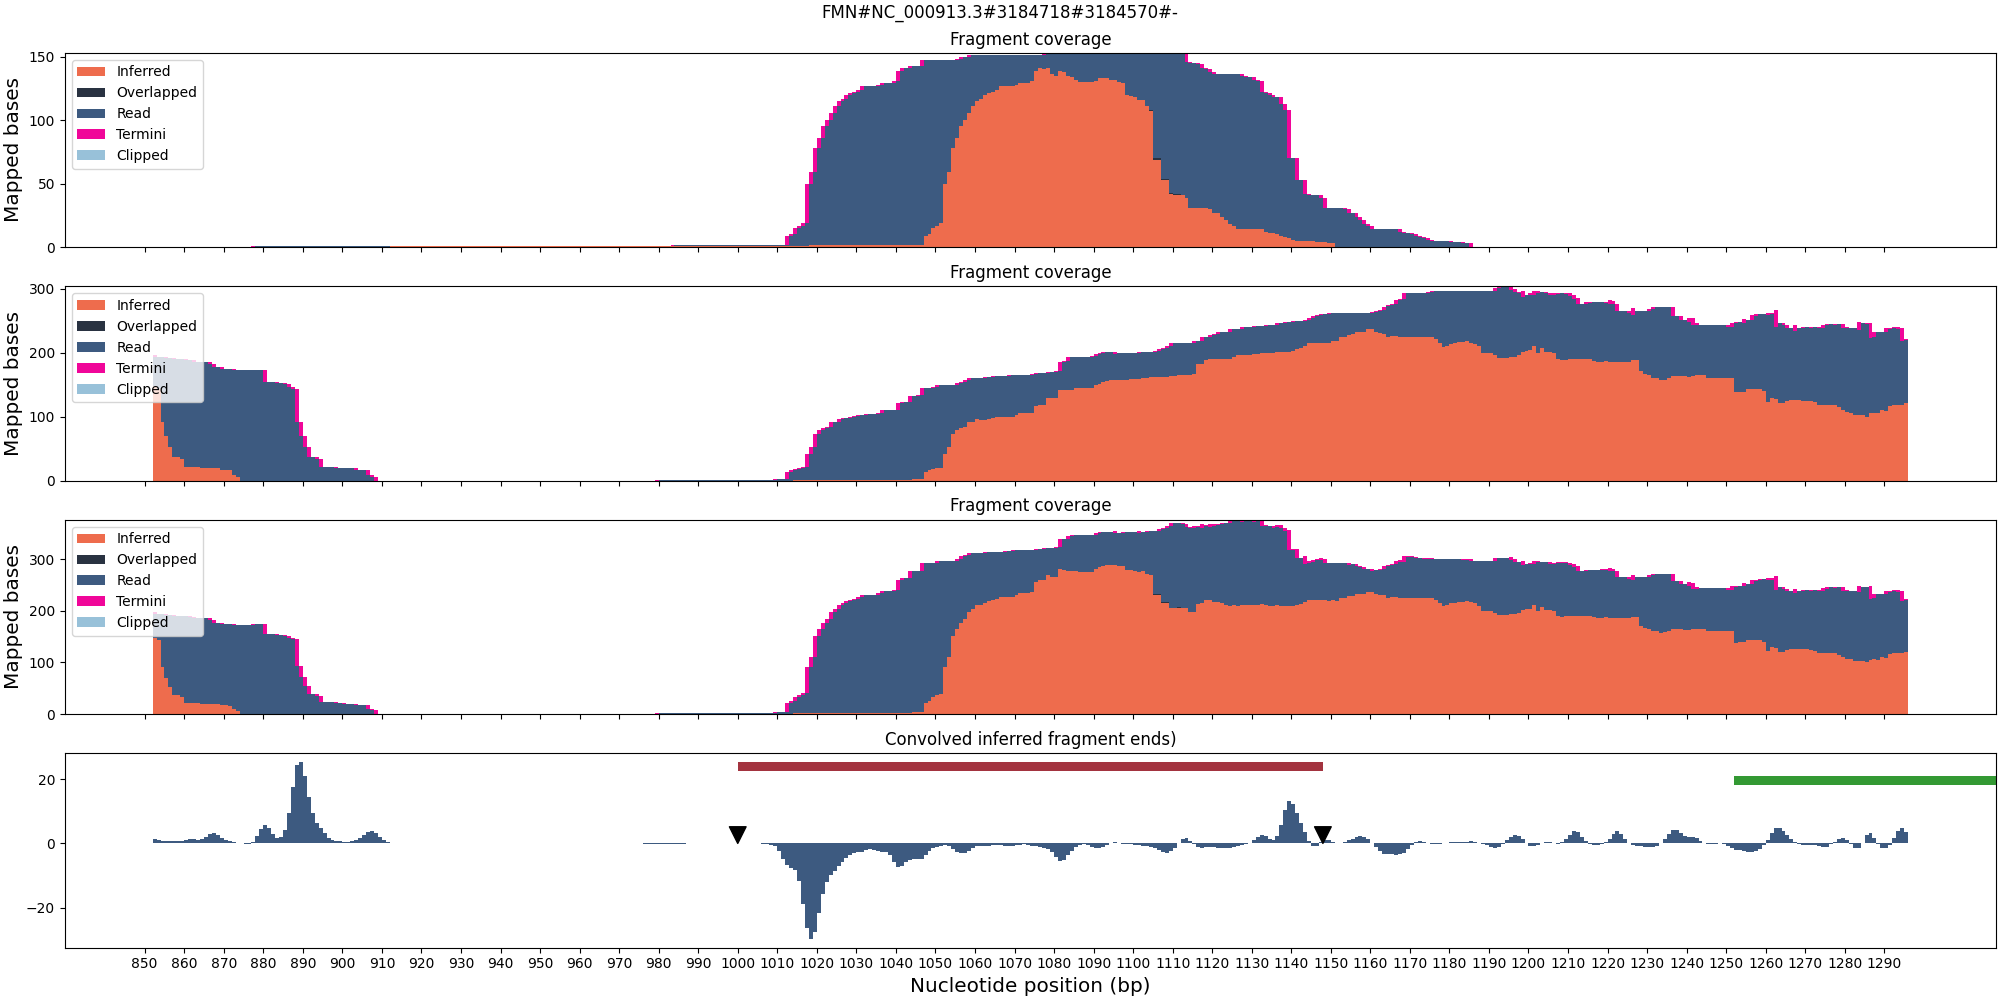 FMN#NC_000913.3#3184718#3184570#-
Fragment coverage
150
100
50
0
Mapped bases
Inferred
Overlapped
Read
Termini
Clipped
Fragment coverage
300
200
100
0
Mapped bases
Inferred
Overlapped
Read
Termini
Clipped
Fragment coverage
300
200
100
0
Mapped bases
Inferred
Overlapped
Read
Termini
Clipped
Convolved inferred fragment ends)
20
0
−20
850 860 870 880 890 900 910 920 930 940 950 960 970 980 990 1000 1010 1020 1030 1040 1050 1060 1070 1080 1090 1100 1110 1120 1130 1140 1150 1160 1170 1180 1190 1200 1210 1220 1230 1240 1250 1260 1270 1280 1290
Nucleotide position (bp)